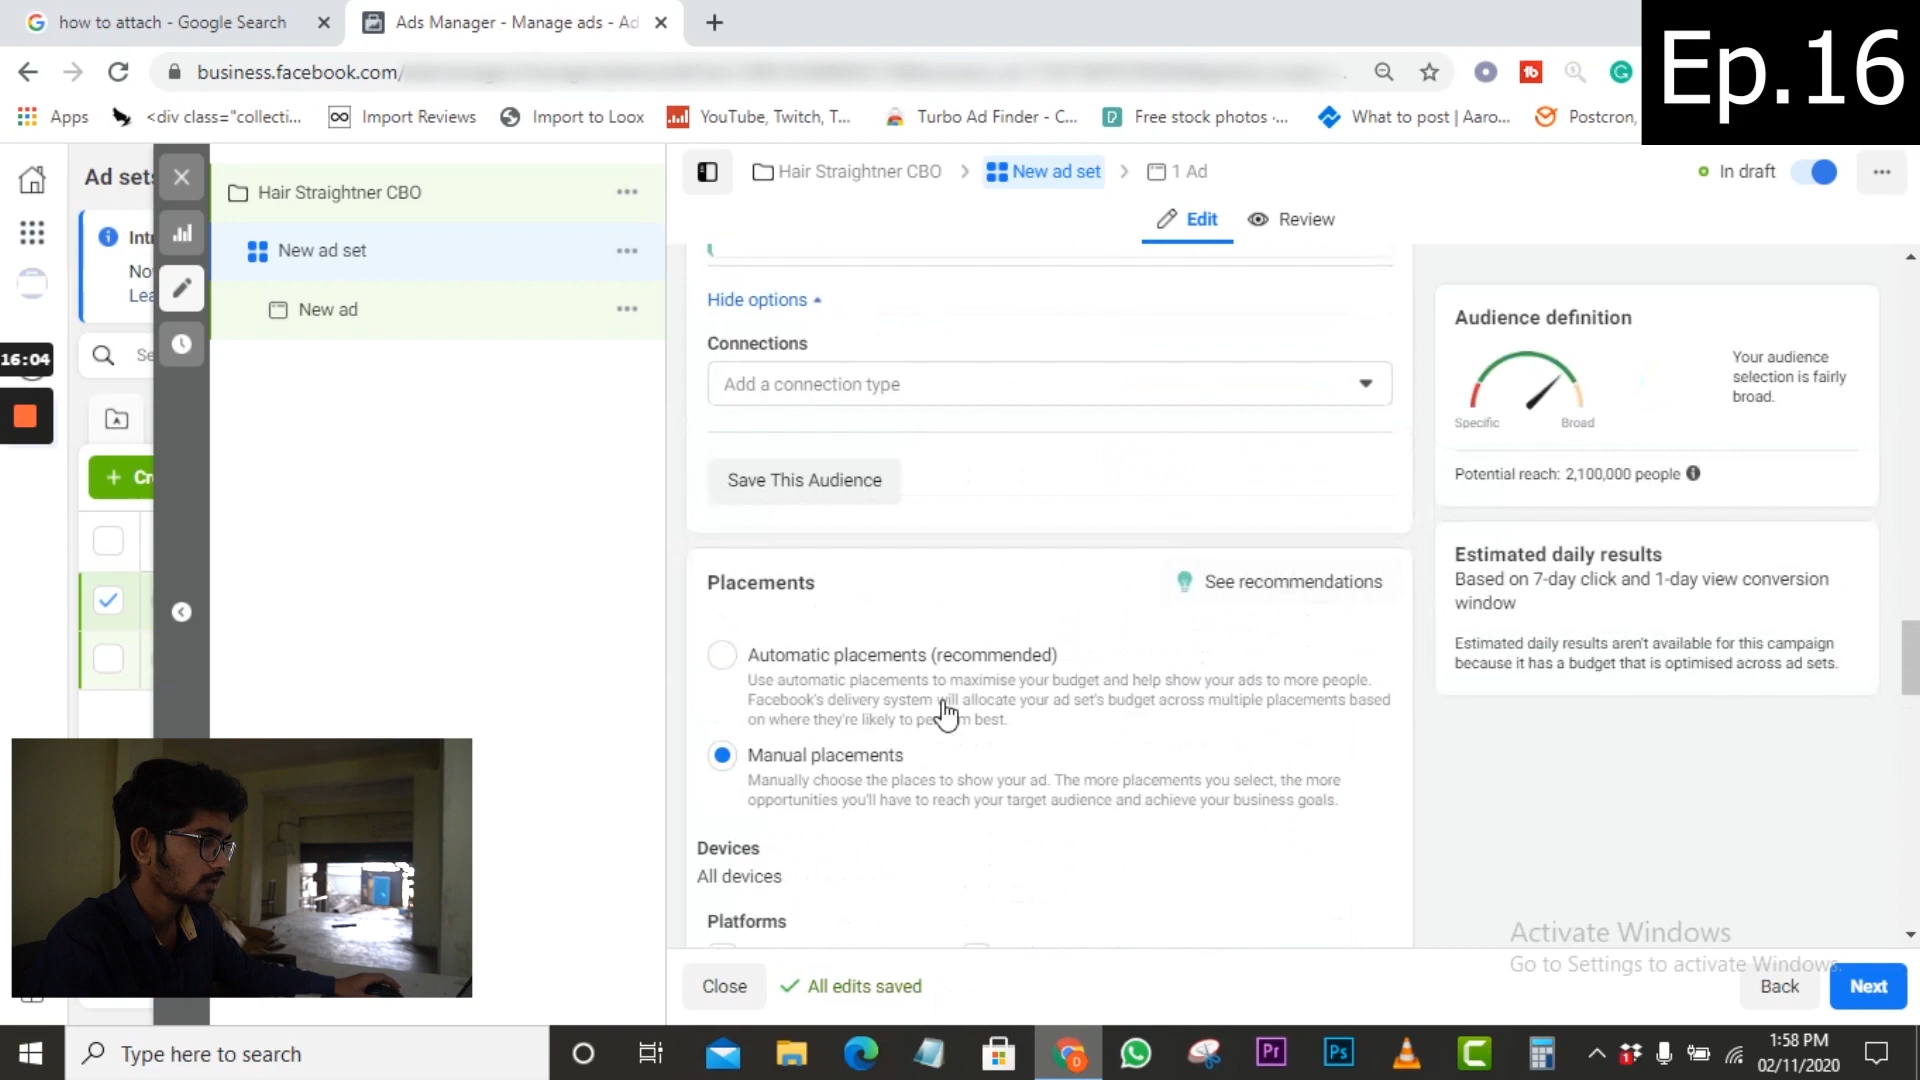 how to attach - Google Search
Ads Manager - Manage ads - Ad
Ep.16
business.facebook.com/
Apps
<div class="collecti...
Import Reviews
Import to Loox
YouTube, Twitch, T...
Turbo Ad Finder - C...
Free stock photos -...
What to post | Aaro...
Postcron,
Ad sets
Hair Straightner CBO
New ad set
New ad
Hair Straightner CBO
New ad set
1 Ad
In draft
Edit
Review
Int
No
Lea
Se
16:04
Cr
Hide options
Connections
Add a connection type
Save This Audience
Placements
See recommendations
Automatic placements (recommended)
Use automatic placements to maximise your budget and help show your ads to more people.
Facebook's delivery system will allocate your ad set's budget across multiple placements based
on where they're likely to perform best.
Manual placements
Manually choose the places to show your ad. The more placements you select, the more
opportunities you'll have to reach your target audience and achieve your business goals.
Devices
All devices
Platforms
Audience definition
Specific
Broad
Your audience
selection is fairly
broad.
Potential reach: 2,100,000 people
Estimated daily results
Based on 7-day click and 1-day view conversion
window
Estimated daily results aren't available for this campaign
because it has a budget that is optimised across ad sets.
Activate Windows
Go to Settings to activate Windows.
Close
All edits saved
Back
Next
Type here to search
Pr
Ps
1:58 PM
02/11/2020